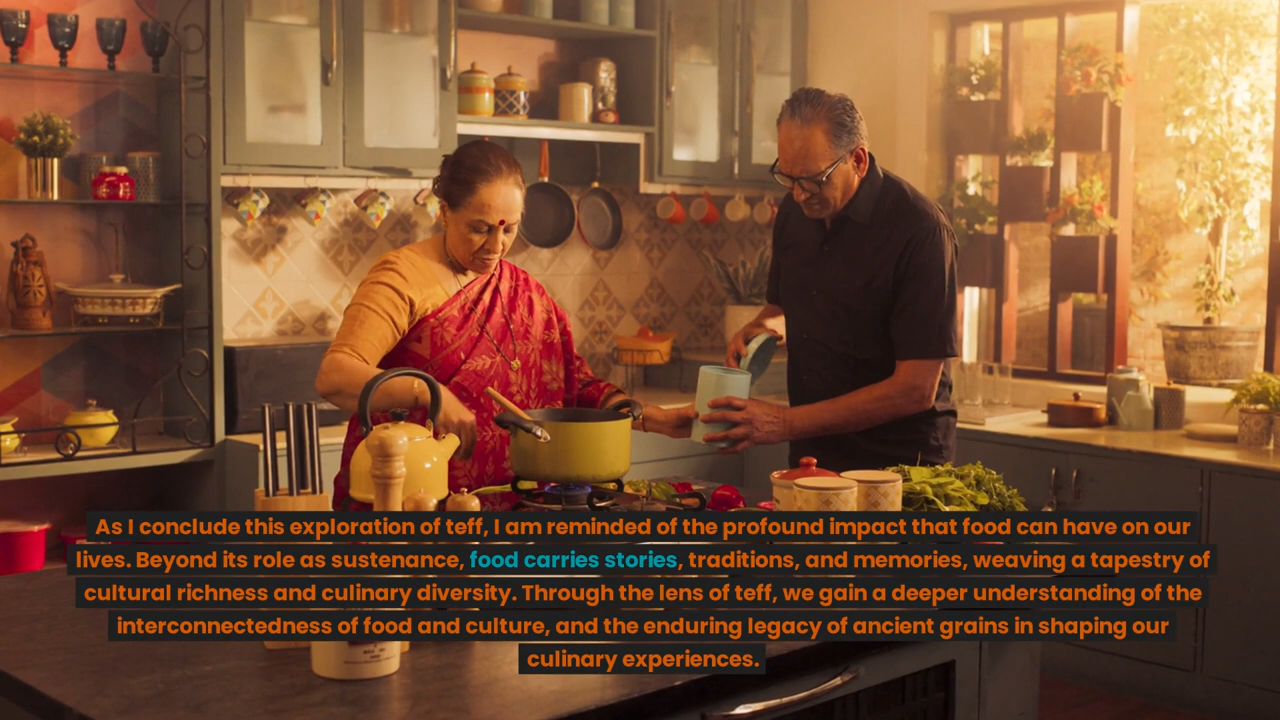 As I conclude this exploration of teff, I am reminded of the profound impact that food can have on our
lives. Beyond its role as sustenance, food carries stories, traditions, and memories, weaving a tapestry of
cultural richness and culinary diversity. Through the lens of teff, we gain a deeper understanding of the
interconnectedness of food and culture, and the enduring legacy of ancient grains in shaping our
culinary experiences.